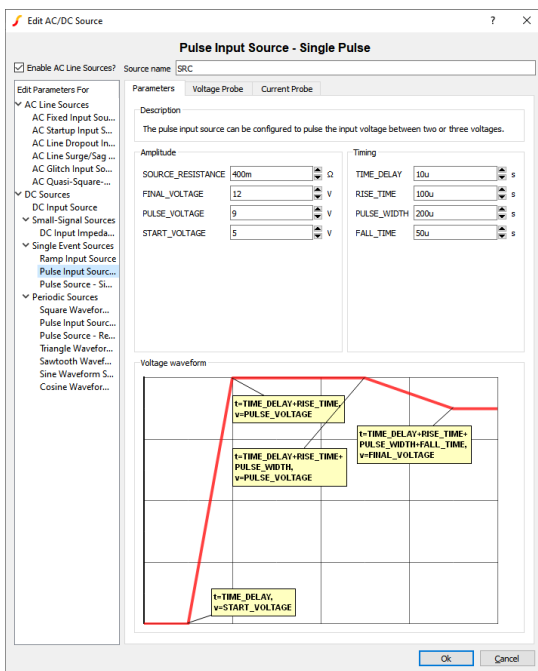 Edit AC/DC Source
?
Pulse Input Source - Single Pulse
Enable AC Line Sources?
Source name
SRC
Edit Parameters For
AC Line Sources
AC Fixed Input Sou...
AC Startup Input S...
AC Line Dropout In...
AC Line Surge/Sag ...
AC Glitch Input So...
AC Quasi-Square-...
DC Sources
DC Input Source
Small-Signal Sources
DC Input Impeda...
Single Event Sources
Ramp Input Source
Pulse Input Sourc...
Pulse Source - Si...
Periodic Sources
Square Wavefor...
Pulse Input Sourc...
Pulse Source - Re...
Triangle Wavefor...
Sawtooth Wavef...
Sine Waveform S...
Cosine Wavefor...
Parameters Voltage Probe Current Probe
Description
The pulse input source can be configured to pulse the input voltage between two or three voltages.
Amplitude
SOURCE_RESISTANCE 400m Ω
FINAL_VOLTAGE 12 V
PULSE_VOLTAGE 9 V
START_VOLTAGE 5 V
Timing
TIME_DELAY 10u s
RISE_TIME 100u s
PULSE_WIDTH 200u s
FALL_TIME 50u s
Voltage waveform
t=TIME_DELAY+RISE_TIME,
v=PULSE_VOLTAGE
t=TIME_DELAY+RISE_TIME+
PULSE_WIDTH,
v=PULSE_VOLTAGE
t=TIME_DELAY+RISE_TIME+
PULSE_WIDTH+FALL_TIME,
v=FINAL_VOLTAGE
t=TIME_DELAY,
v=START_VOLTAGE
Ok
Cancel